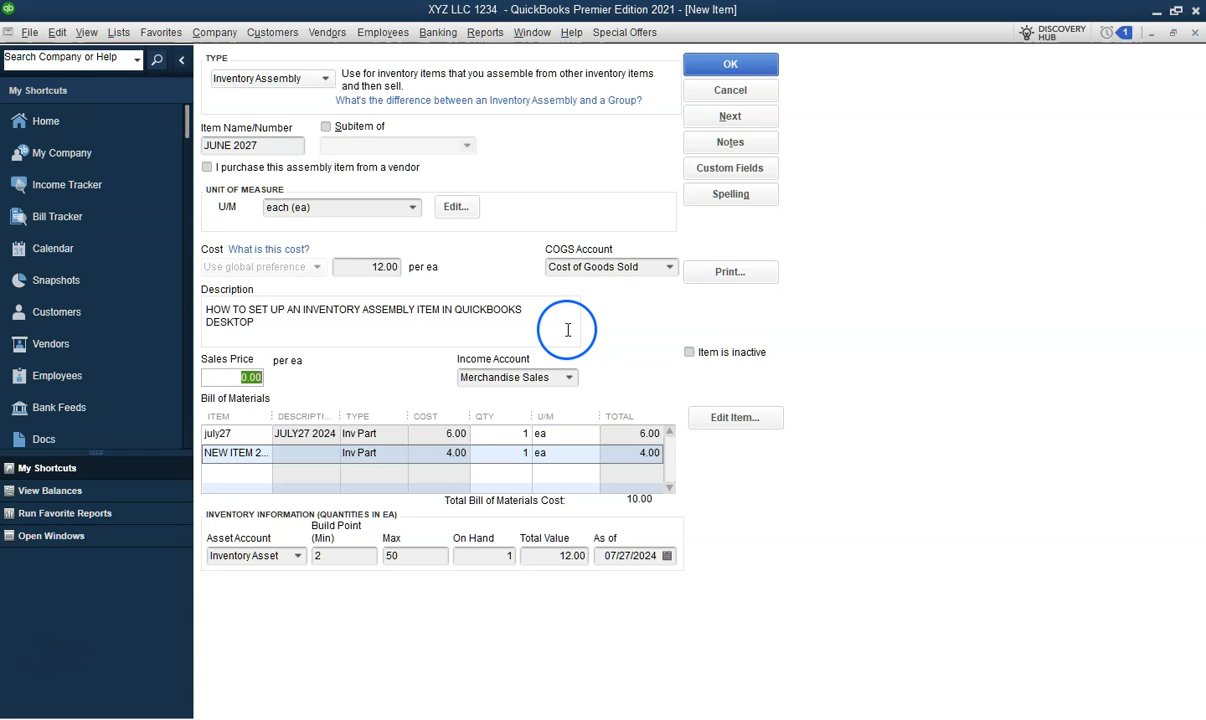 XYZ LLC 1234 - QuickBooks Premier Edition 2021 - [New Item]
File Edit View Lists Favorites Company Customers Vendors Employees Banking Reports Window Help Special Offers DISCOVERY HUB 1
Search Company or Help
My Shortcuts
Home
My Company
Income Tracker
Bill Tracker
Calendar
Snapshots
Customers
Vendors
Employees
Bank Feeds
Docs
My Shortcuts
View Balances
Run Favorite Reports
Open Windows
TYPE
Inventory Assembly
Use for inventory items that you assemble from other inventory items
and then sell.
What's the difference between an Inventory Assembly and a Group?
Item Name/Number Subitem of
JUNE 2027
I purchase this assembly item from a vendor
UNIT OF MEASURE
U/M each (ea) Edit...
Cost What is this cost? COGS Account
Use global preference 12.00 per ea Cost of Goods Sold
Description
HOW TO SET UP AN INVENTORY ASSEMBLY ITEM IN QUICKBOOKS
DESKTOP
Sales Price per ea Income Account
0.00 Merchandise Sales
Bill of Materials
ITEM DESCRIPTI... TYPE COST QTY U/M TOTAL
july27 JULY27 2024 Inv Part 6.00 1 ea 6.00
NEW ITEM 2... Inv Part 4.00 1 ea 4.00
Total Bill of Materials Cost: 10.00
INVENTORY INFORMATION (QUANTITIES IN EA)
Asset Account Build Point (Min) Max On Hand Total Value As of
Inventory Asset 2 50 1 12.00 07/27/2024
OK
Cancel
Next
Notes
Custom Fields
Spelling
Print...
Item is inactive
Edit Item...